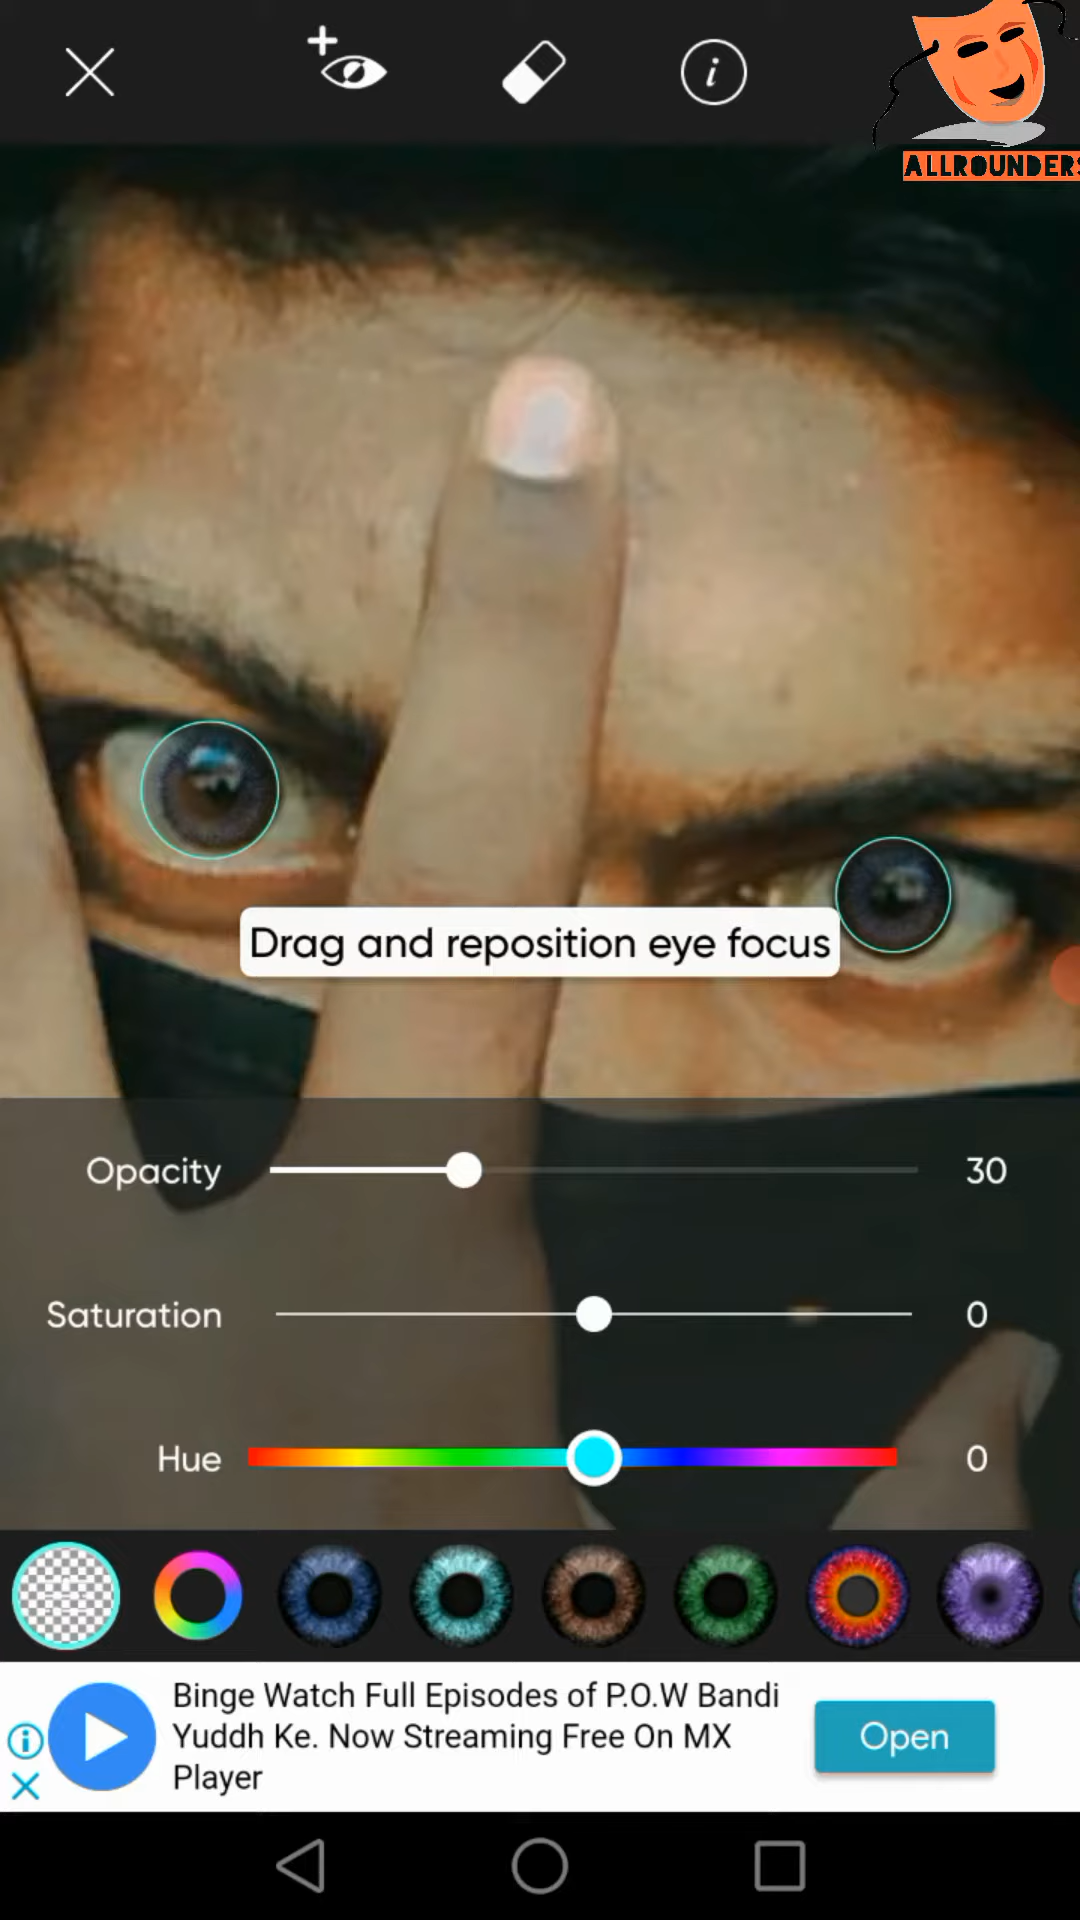 ALLROUNDERS
Drag and reposition eye focus
Opacity 30
Saturation 0
Hue 0
Binge Watch Full Episodes of P.O.W Bandi
Yuddh Ke. Now Streaming Free On MX
Player
Open